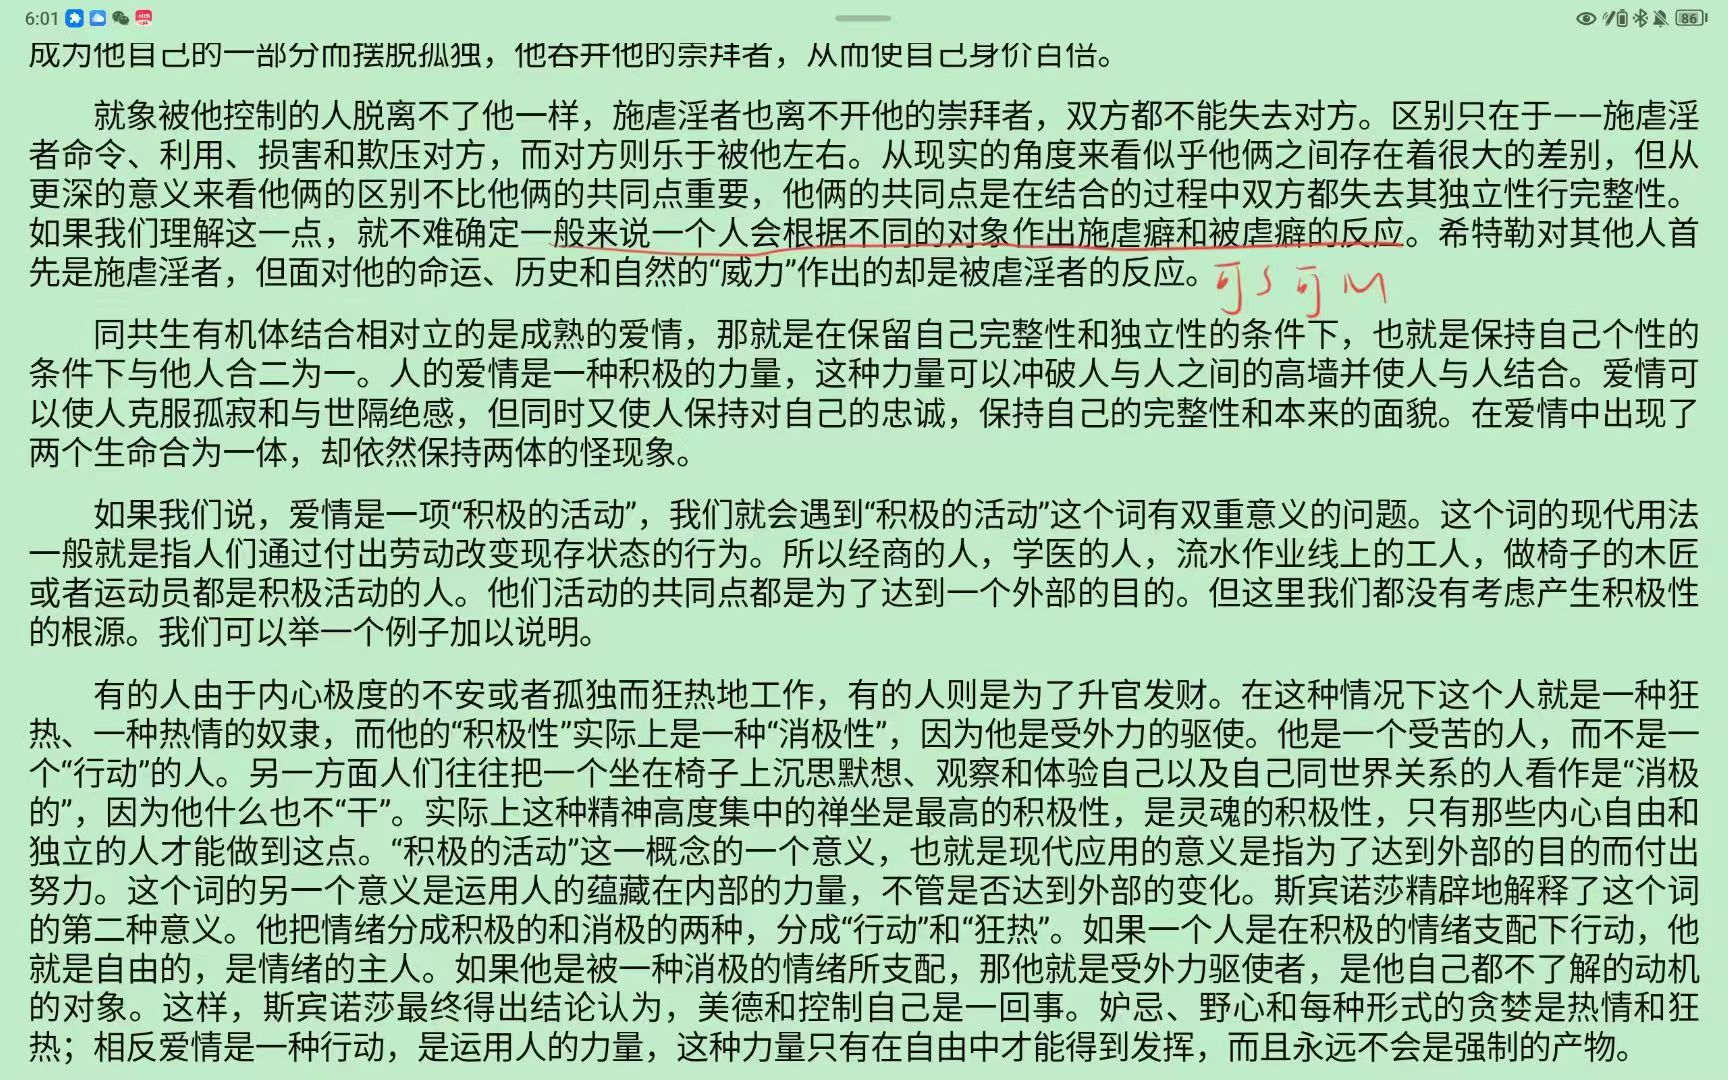 6:01
86
成为他自己的一部分而摆脱孤独，他吞并他的崇拜者，从而使自己身价百倍。
就象被他控制的人脱离不了他一样，施虐淫者也离不开他的崇拜者，双方都不能失去对方。区别只在于——施虐淫
者命令、利用、损害和欺压对方，而对方则乐于被他左右。从现实的角度来看似乎他俩之间存在着很大的差别，但从
更深的意义来看他俩的区别不比他俩的共同点重要，他俩的共同点是在结合的过程中双方都失去其独立性行完整性。
如果我们理解这一点，就不难确定一般来说一个人会根据不同的对象作出施虐癖和被虐癖的反应。希特勒对其他人首
先是施虐淫者，但面对他的命运、历史和自然的“威力”作出的却是被虐淫者的反应。
可S可M
同共生有机体结合相对立的是成熟的爱情，那就是在保留自己完整性和独立性的条件下，也就是保持自己个性的
条件下与他人合二为一。人的爱情是一种积极的力量，这种力量可以冲破人与人之间的高墙并使人与人结合。爱情可
以使人克服孤寂和与世隔绝感，但同时又使人保持对自己的忠诚，保持自己的完整性和本来的面貌。在爱情中出现了
两个生命合为一体，却依然保持两体的怪现象。
如果我们说，爱情是一项“积极的活动”，我们就会遇到“积极的活动”这个词有双重意义的问题。这个词的现代用法
一般就是指人们通过付出劳动改变现存状态的行为。所以经商的人，学医的人，流水作业线上的工人，做椅子的木匠
或者运动员都是积极活动的人。他们活动的共同点都是为了达到一个外部的目的。但这里我们都没有考虑产生积极性
的根源。我们可以举一个例子加以说明。
有的人由于内心极度的不安或者孤独而狂热地工作，有的人则是为了升官发财。在这种情况下这个人就是一种狂
热、一种热情的奴隶，而他的“积极性”实际上是一种“消极性”，因为他是受外力的驱使。他是一个受苦的人，而不是一
个“行动”的人。另一方面人们往往把一个坐在椅子上沉思默想、观察和体验自己以及自己同世界关系的人看作是“消极
的”，因为他什么也不“干”。实际上这种精神高度集中的禅坐是最高的积极性，是灵魂的积极性，只有那些内心自由和
独立的人才能做到这点。“积极的活动”这一概念的一个意义，也就是现代应用的意义是指为了达到外部的目的而付出
努力。这个词的另一个意义是运用人的蕴藏在内部的力量，不管是否达到外部的变化。斯宾诺莎精辟地解释了这个词
的第二种意义。他把情绪分成积极的和消极的两种，分成“行动”和“狂热”。如果一个人是在积极的情绪支配下行动，他
就是自由的，是情绪的主人。如果他是被一种消极的情绪所支配，那他就是受外力驱使者，是他自己都不了解的动机
的对象。这样，斯宾诺莎最终得出结论认为，美德和控制自己是一回事。妒忌、野心和每种形式的贪婪是热情和狂
热；相反爱情是一种行动，是运用人的力量，这种力量只有在自由中才能得到发挥，而且永远不会是强制的产物。